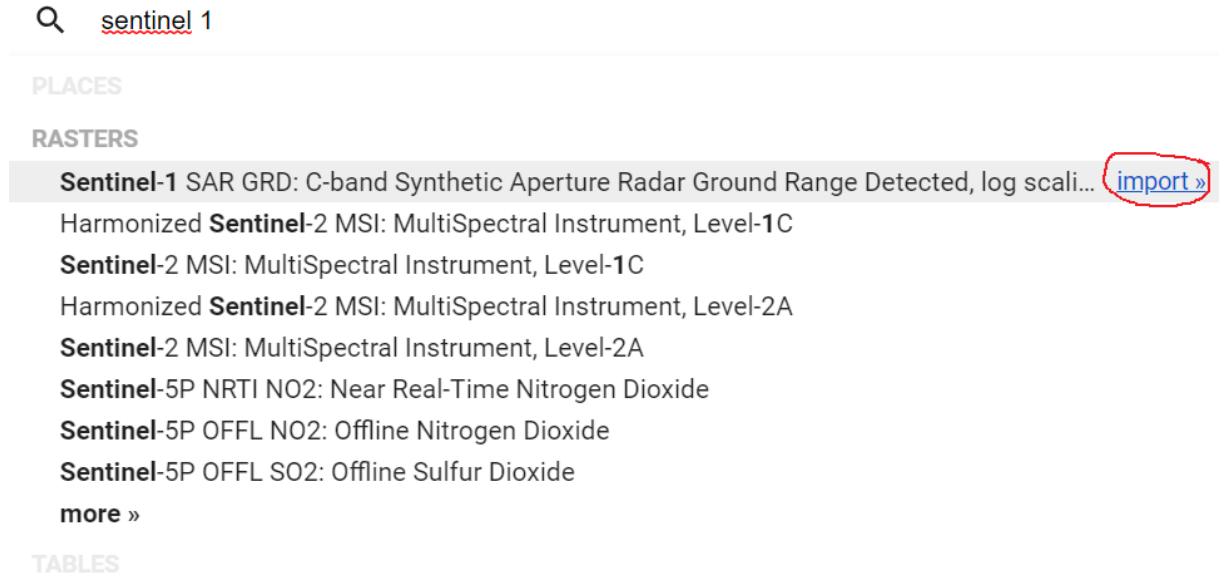 sentinel 1
PLACES
RASTERS
Sentinel-1 SAR GRD: C-band Synthetic Aperture Radar Ground Range Detected, log scali... import »
Harmonized Sentinel-2 MSI: MultiSpectral Instrument, Level-1C
Sentinel-2 MSI: MultiSpectral Instrument, Level-1C
Harmonized Sentinel-2 MSI: MultiSpectral Instrument, Level-2A
Sentinel-2 MSI: MultiSpectral Instrument, Level-2A
Sentinel-5P NRTI NO2: Near Real-Time Nitrogen Dioxide
Sentinel-5P OFFL NO2: Offline Nitrogen Dioxide
Sentinel-5P OFFL SO2: Offline Sulfur Dioxide
more »
TABLES